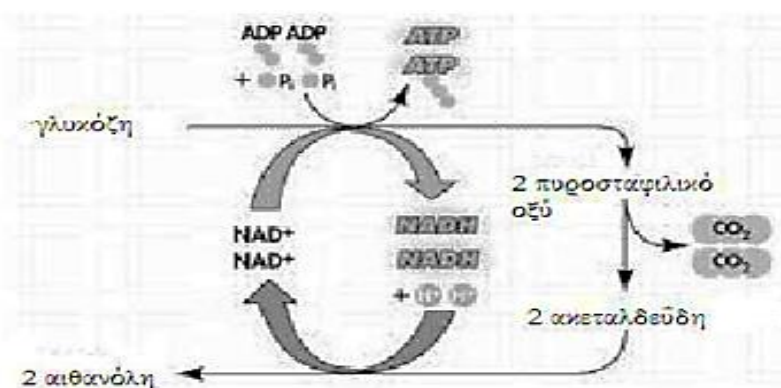 ADP ADP
+ Pi Pi
ATP
ATP
γλυκόζη
2 πυροσταφιλικό
οξύ
NAD+
NAD+
NADH
NADH
+ H+ H+
CO2
CO2
2 ακεταλδεΰδη
2 αιθανόλη